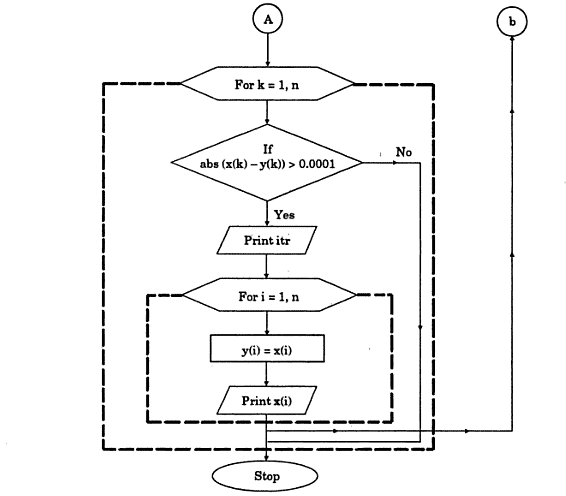 A
b
For k = 1, n
If
abs (x(k) – y(k)) > 0.0001
No
Yes
Print itr
For i = 1, n
y(i) = x(i)
Print x(i)
Stop